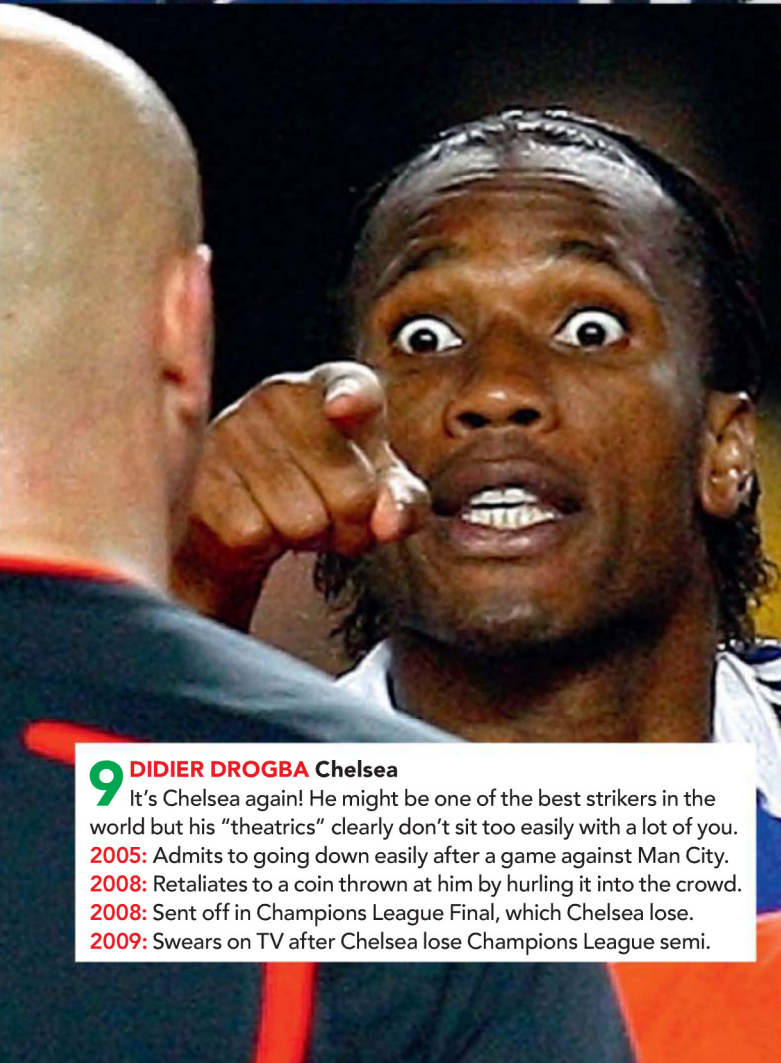 9 DIDIER DROGBA Chelsea
It’s Chelsea again! He might be one of the best strikers in the
world but his “theatrics” clearly don’t sit too easily with a lot of you.
2005: Admits to going down easily after a game against Man City.
2008: Retaliates to a coin thrown at him by hurling it into the crowd.
2008: Sent off in Champions League Final, which Chelsea lose.
2009: Swears on TV after Chelsea lose Champions League semi.